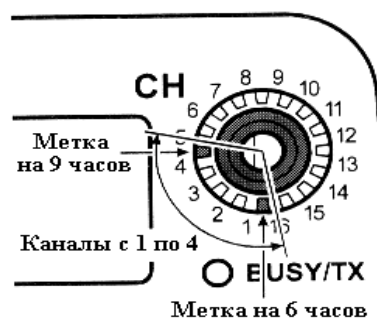 CH
8 9
7 10
6 11
5 12
4 13
3 14
2 15
1 16
Метка
на 9 часов
Каналы с 1 по 4
BUSY/TX
Метка на 6 часов